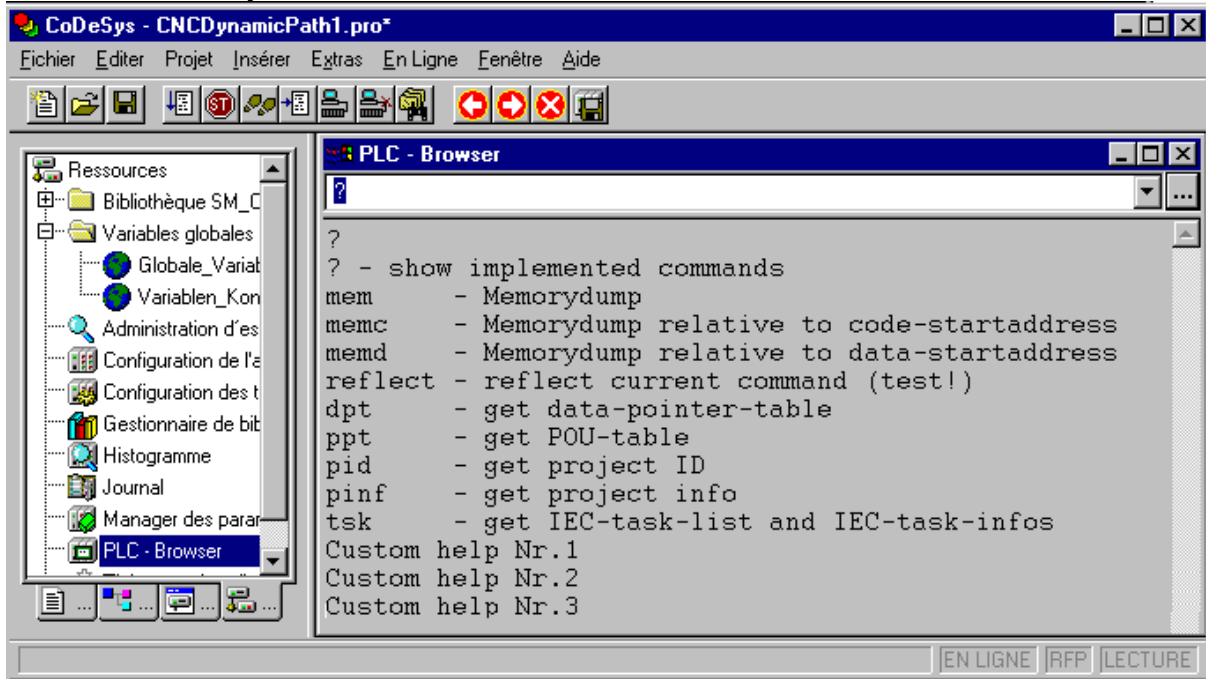 CoDeSys - CNCDynamicPath1.pro*
Fichier Editer Projet Insérer Extras En Ligne Fenêtre Aide
ST
Ressources
Bibliothèque SM_C
Variables globales
Globale_Variab
Variablen_Kon
Administration d´es
Configuration de l'a
Configuration des t
Gestionnaire de bib
Histogramme
Journal
Manager des parar
PLC - Browser
... ... ... ...
PLC - Browser
?
...
?
? - show implemented commands
mem - Memorydump
memc - Memorydump relative to code-startaddress
memd - Memorydump relative to data-startaddress
reflect - reflect current command (test!)
dpt - get data-pointer-table
ppt - get POU-table
pid - get project ID
pinf - get project info
tsk - get IEC-task-list and IEC-task-infos
Custom help Nr.1
Custom help Nr.2
Custom help Nr.3
EN LIGNE RFP LECTURE